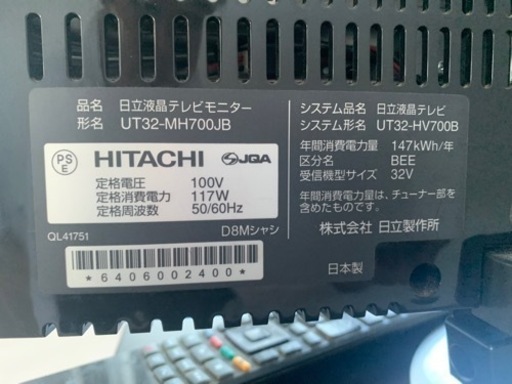 品名 日立液晶テレビモニター
形名 UT32-MH700JB
PS E HITACHI JQA
定格電圧 100V
定格消費電力 117W
定格周波数 50/60Hz
QL41751
D8Mシャシ
*6406002400*
システム品名 日立液晶テレビ
システム形名 UT32-HV700B
年間消費電力量 147kWh/年
区分名 BEE
受信機型サイズ 32V
年間消費電力量は、チューナー部を
含めたものです。
株式会社 日立製作所
日本製